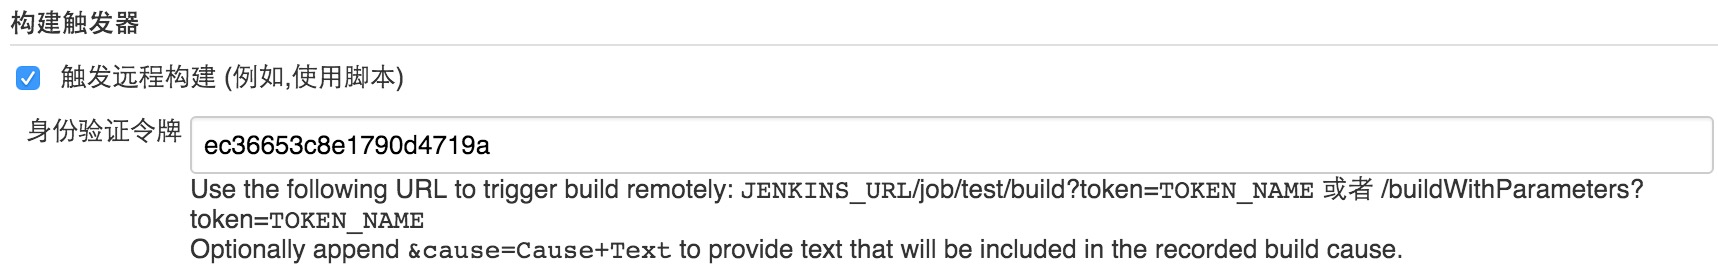 构建触发器
触发远程构建 (例如,使用脚本)
身份验证令牌
ec36653c8e1790d4719a
Use the following URL to trigger build remotely: JENKINS_URL/job/test/build?token=TOKEN_NAME 或者 /buildWithParameters?
token=TOKEN_NAME
Optionally append &cause=Cause+Text to provide text that will be included in the recorded build cause.